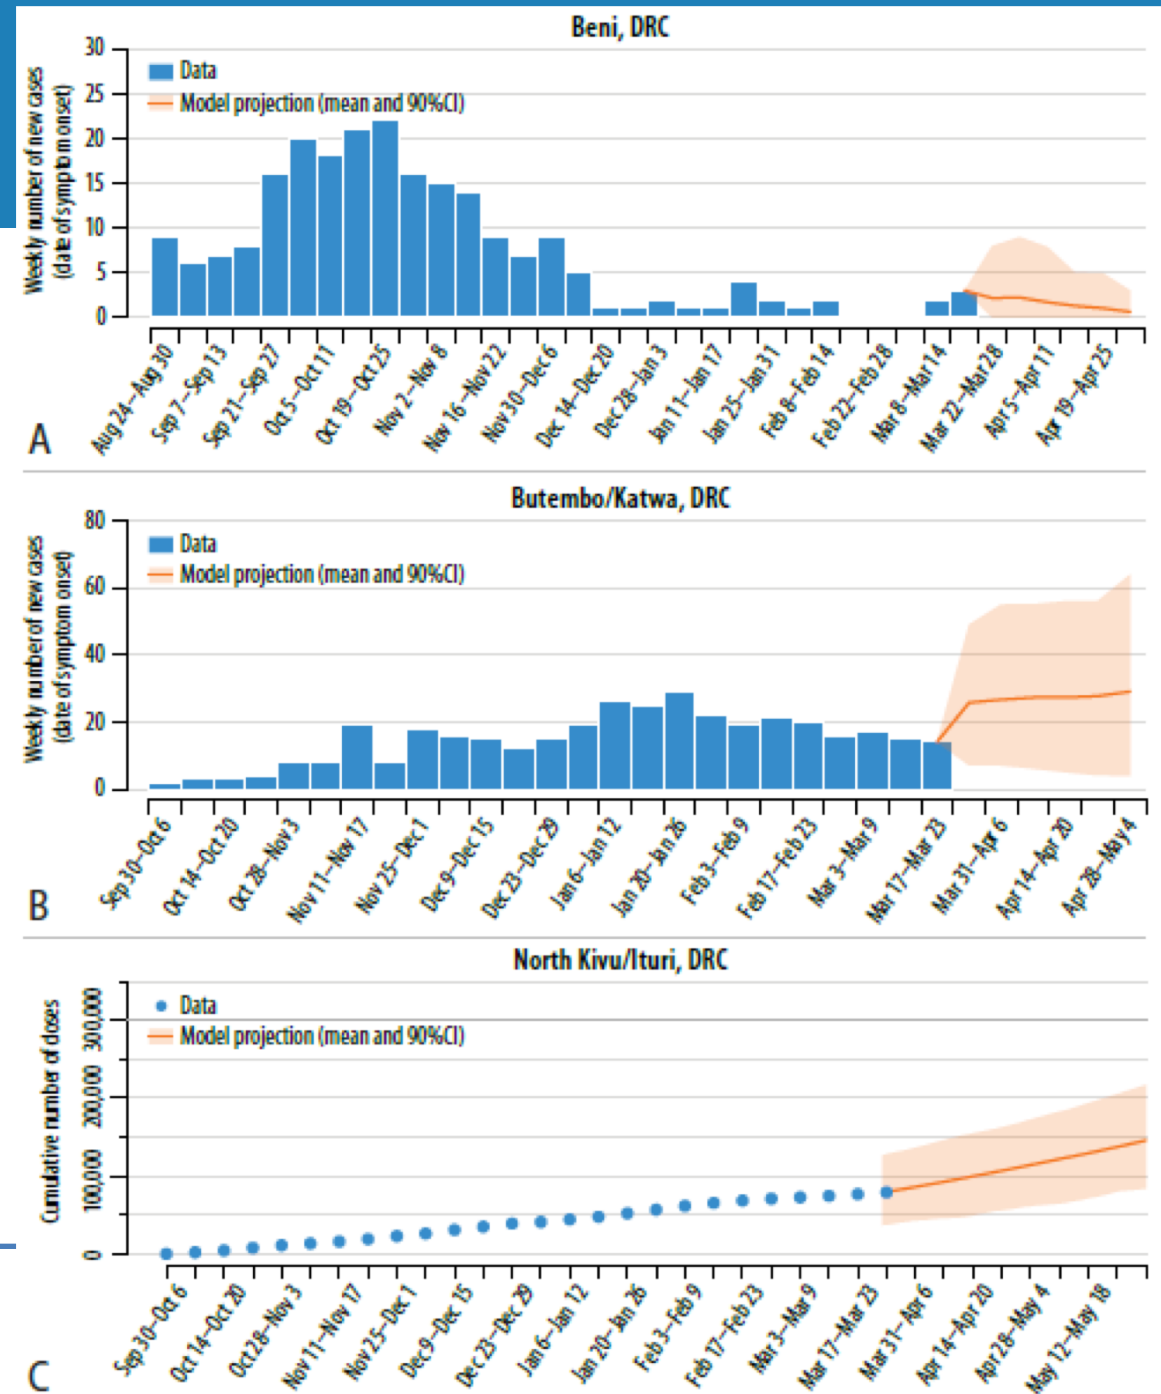 Beni, DRC
Weekly number of new cases
(date of symptom onset)
30
25
20
15
10
5
0
Data
Model projection (mean and 90%CI)
Aug 24–Aug 30
Sep 7–Sep 13
Sep 21–Sep 27
Oct 5–Oct 11
Oct 19–Oct 25
Nov 2–Nov 8
Nov 16–Nov 22
Nov 30–Dec 6
Dec 14–Dec 20
Dec 28–Jan 3
Jan 11–Jan 17
Jan 25–Jan 31
Feb 8–Feb 14
Feb 22–Feb 28
Mar 8–Mar 14
Mar 22–Mar 28
Apr 5–Apr 11
Apr 19–Apr 25
A
Butembo/Katwa, DRC
Weekly number of new cases
(date of symptom onset)
80
60
40
20
0
Data
Model projection (mean and 90%CI)
Sep 30–Oct 6
Oct 14–Oct 20
Oct 28–Nov 3
Nov 11–Nov 17
Nov 25–Dec 1
Dec 9–Dec 15
Dec 23–Dec 29
Jan 6–Jan 12
Jan 20–Jan 26
Feb 3–Feb 9
Feb 17–Feb 23
Mar 3–Mar 9
Mar 17–Mar 23
Mar 31–Apr 6
Apr 14–Apr 20
Apr 28–May 4
B
North Kivu/Ituri, DRC
Cumulative number of doses
300,000
200,000
100,000
0
Data
Model projection (mean and 90%CI)
Sep 30–Oct 6
Oct 14–Oct 20
Oct28–Nov 3
Nov 11–Nov 17
Nov 25–Dec 1
Dec 9–Dec 15
Dec 23–Dec 29
Jan 6–Jan 12
Jan 20–Jan 26
Feb 3–Feb 9
Feb 17–Feb 23
Mar 3–Mar 9
Mar 17–Mar 23
Mar 31–Apr 6
Apr 14–Apr 20
Apr 28–May 4
May 12–May 18
C